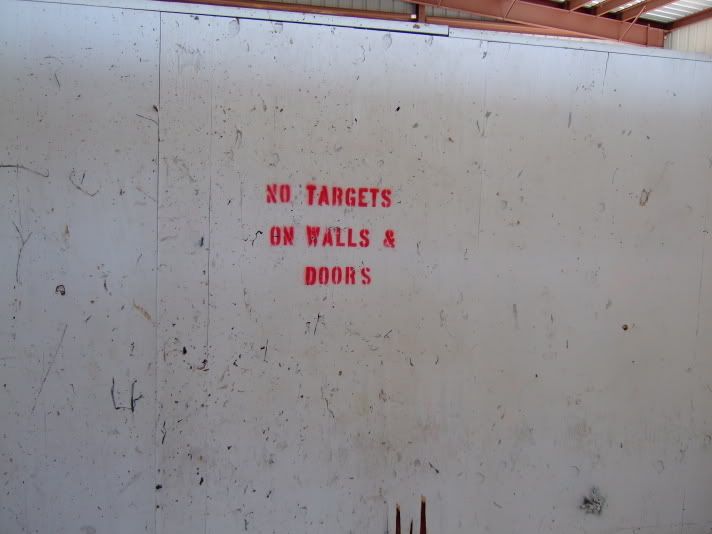 NO TARGETS
ON WALLS &
DOORS